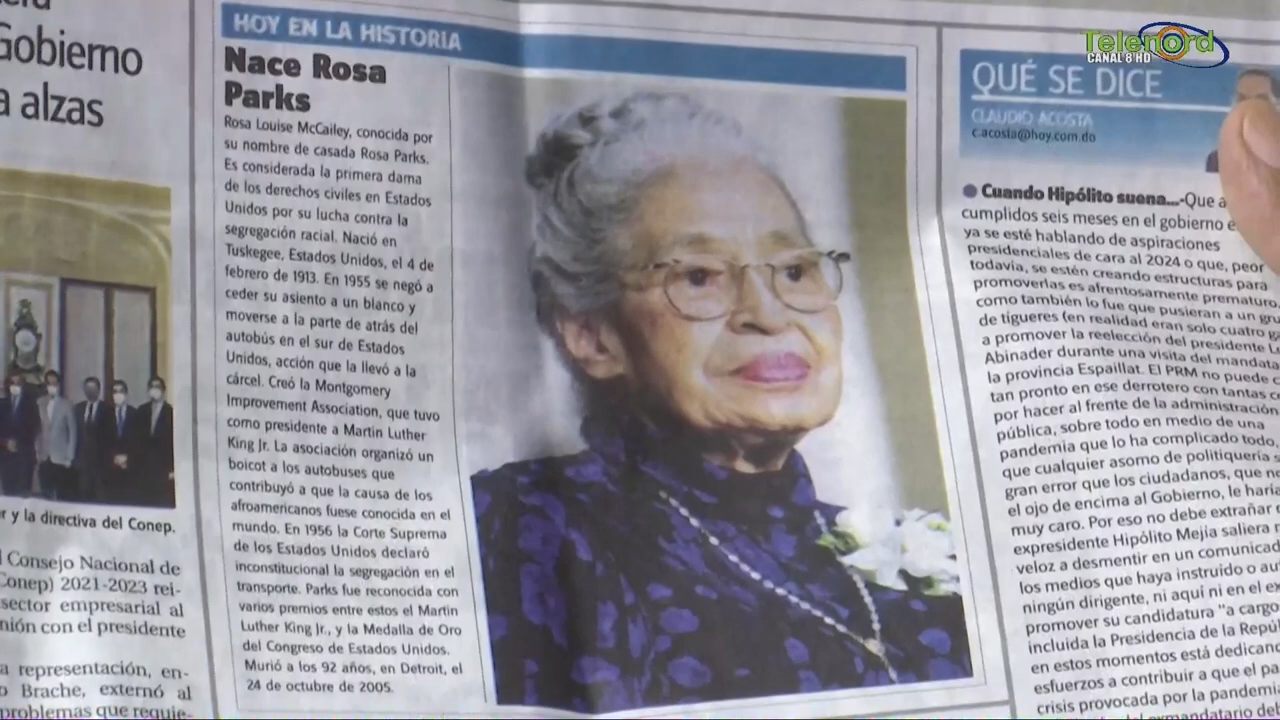 Gobierno
a alzas
r y la directiva del Conep.
Consejo Nacional de
Conep) 2021-2023 rei-
sector empresarial al
nión con el presidente
a representación, en-
o Brache, externó al
problemas que requie-
HOY EN LA HISTORIA
Nace Rosa
Parks
Rosa Louise McCailey, conocida por
su nombre de casada Rosa Parks.
Es considerada la primera dama
de los derechos civiles en Estados
Unidos por su lucha contra la
segregación racial. Nació en
Tuskegee, Estados Unidos, el 4 de
febrero de 1913. En 1955 se negó a
ceder su asiento a un blanco y
moverse a la parte de atrás del
autobús en el sur de Estados
Unidos, acción que la llevó a la
cárcel. Creó la Montgomery
Improvement Association, que tuvo
como presidente a Martin Luther
King Jr. La asociación organizó un
boicot a los autobuses que
contribuyó a que la causa de los
afroamericanos fuese conocida en el
mundo. En 1956 la Corte Suprema
de los Estados Unidos declaró
inconstitucional la segregación en el
transporte. Parks fue reconocida con
varios premios entre estos el Martin
Luther King Jr., y la Medalla de Oro
del Congreso de Estados Unidos.
Murió a los 92 años, en Detroit, el
24 de octubre de 2005.
Telenord
CANAL 8 HD
QUÉ SE DICE
CLAUDIO ACOSTA
c.acosta@hoy.com.do
● Cuando Hipólito suena...-Que a
cumplidos seis meses en el gobierno e
ya se esté hablando de aspiraciones
presidenciales de cara al 2024 o que, peor
todavía, se estén creando estructuras para
promoverlas es afrentosamente prematuro,
como también lo fue que pusieran a un gru
de tígueres (en realidad eran solo cuatro g
a promover la reelección del presidente L
Abinader durante una visita del mandata
la provincia Espaillat. El PRM no puede c
tan pronto en ese derrotero con tantas c
por hacer al frente de la administración
pública, sobre todo en medio de una
pandemia que lo ha complicado todo,
que cualquier asomo de politiquería s
gran error que los ciudadanos, que n
el ojo de encima al Gobierno, le haría
muy caro. Por eso no debe extrañar
expresidente Hipólito Mejía saliera
veloz a desmentir en un comunicad
los medios que haya instruido o aut
ningún dirigente, ni aquí ni en el ex
promover su candidatura "a cargo
incluida la Presidencia de la Repúl
en estos momentos está dedicand
esfuerzos a contribuir a que el pa
crisis provocada por la pandemia